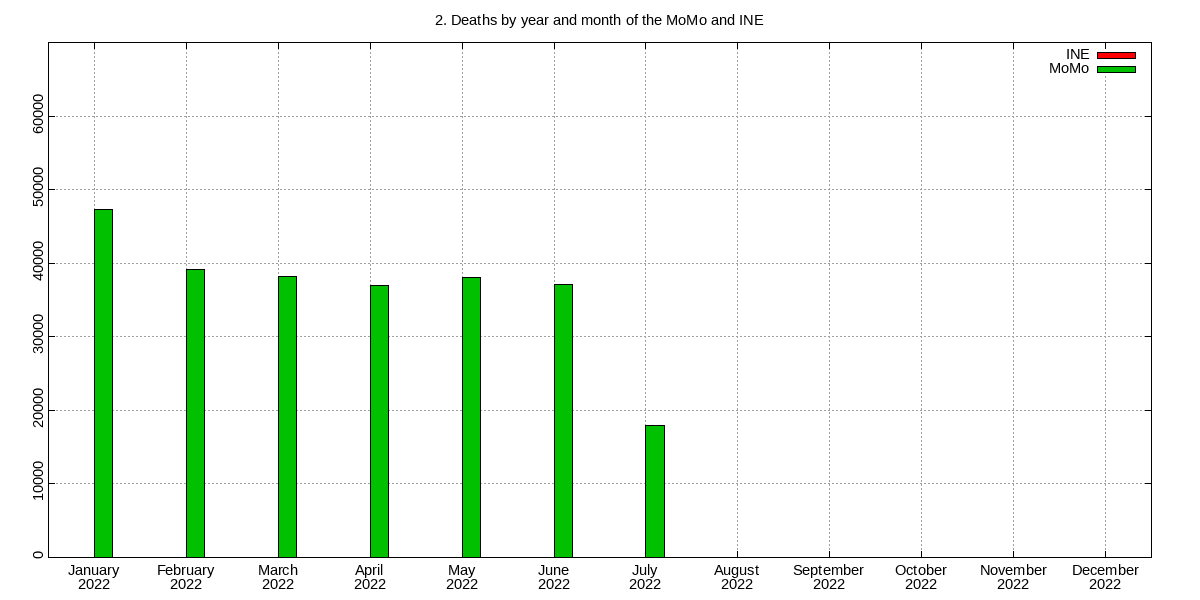 2. Deaths by year and month of the MoMo and INE
INE
MoMo
60000
50000
40000
30000
20000
10000
0
January February March April May June July August September October November December
2022 2022 2022 2022 2022 2022 2022 2022 2022 2022 2022 2022